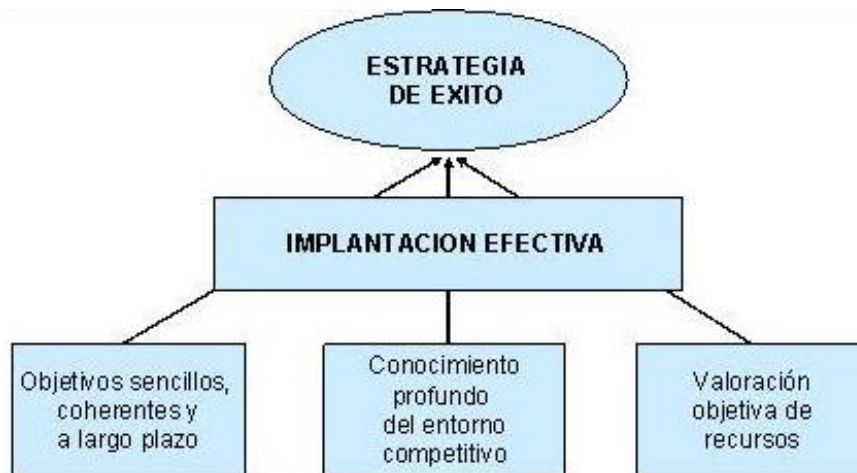 ESTRATEGIA
DE EXITO
IMPLANTACION EFECTIVA
Objetivos sencillos,
coherentes y
a largo plazo
Conocimiento
profundo
del entorno
competitivo
Valoración
objetiva de
recursos